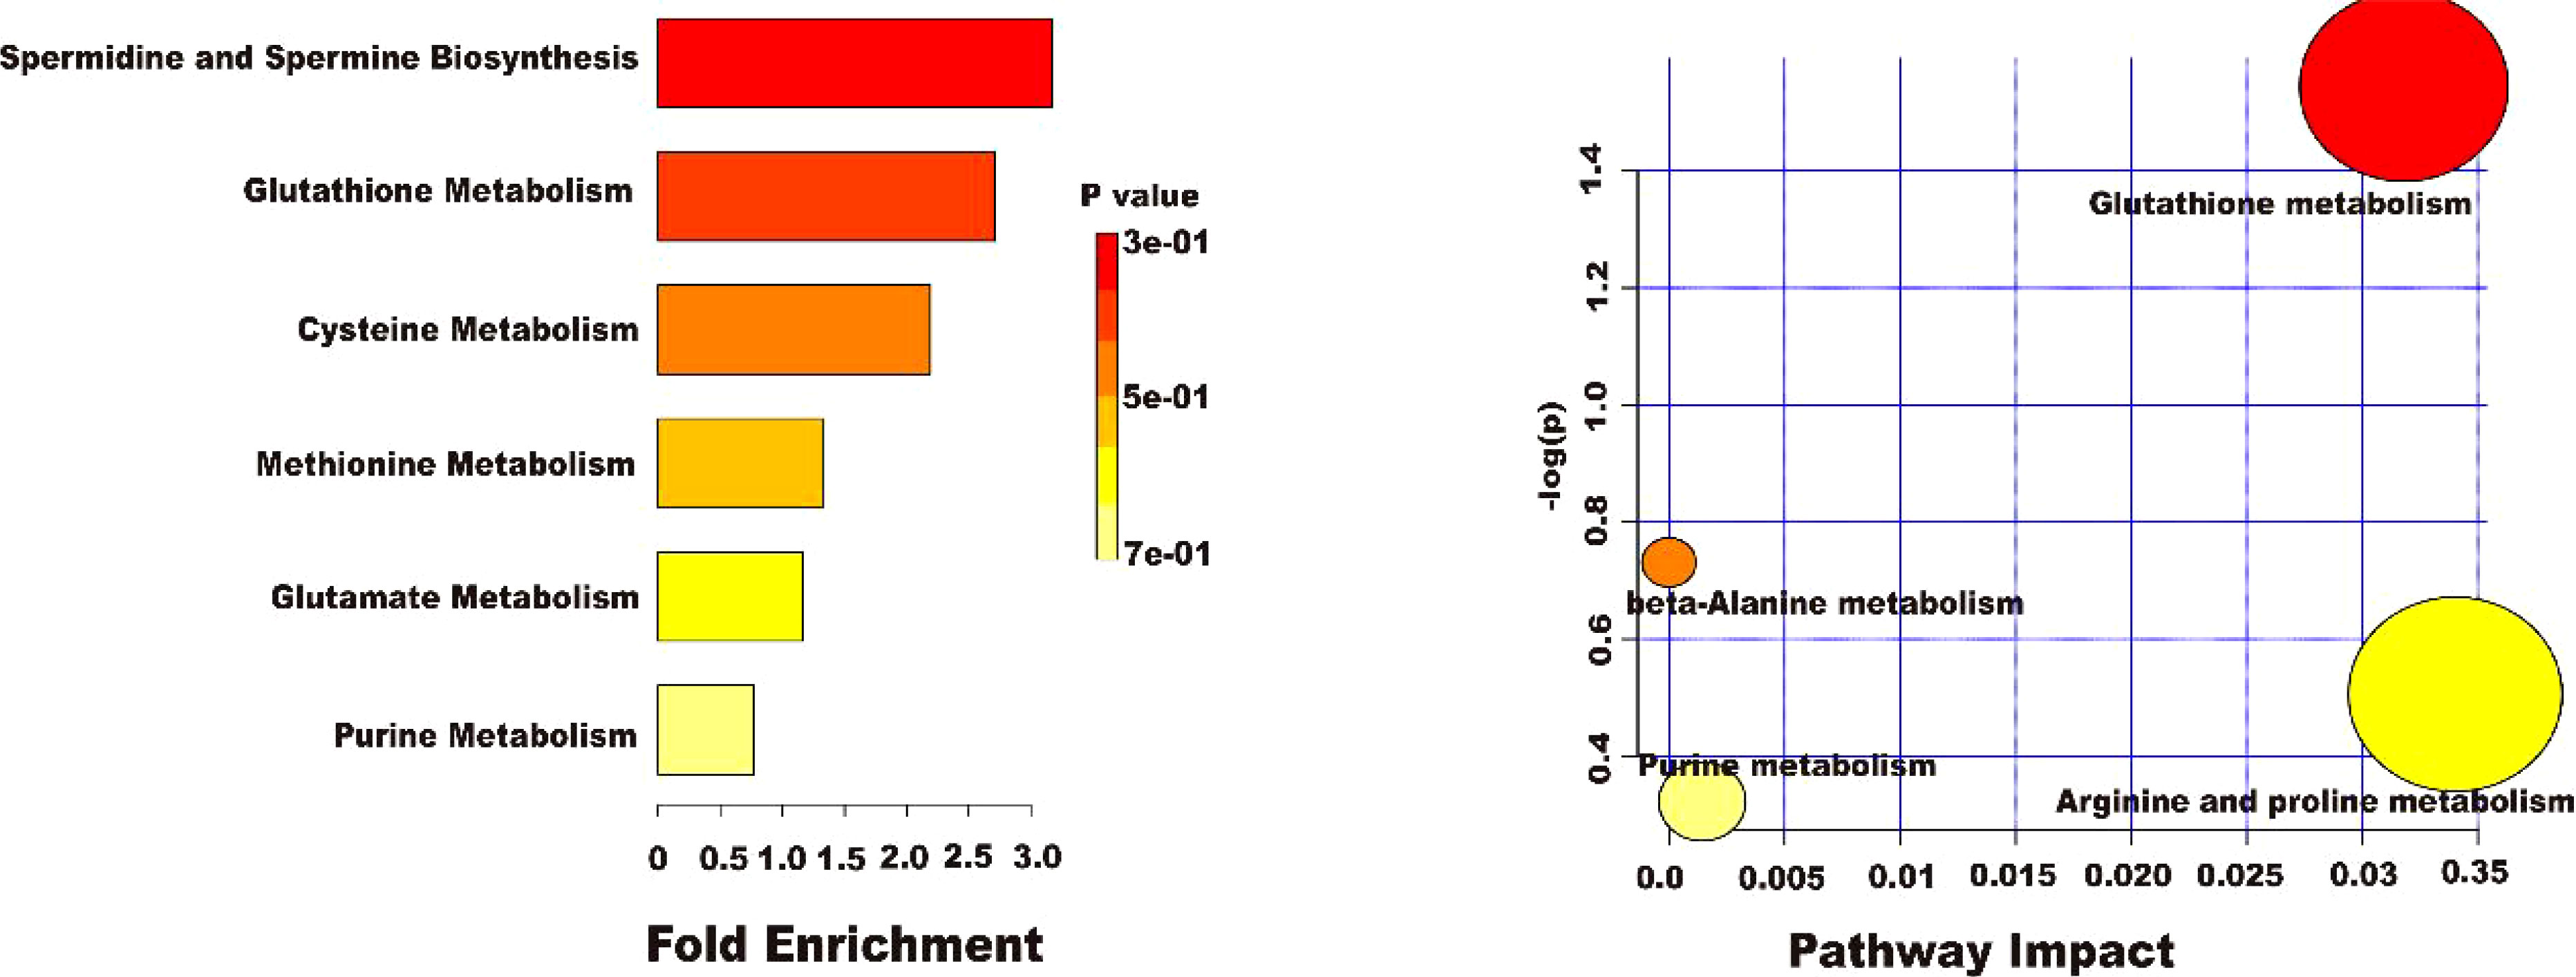 Spermidine and Spermine Biosynthesis
Glutathione Metabolism
Cysteine Metabolism
Methionine Metabolism
Glutamate Metabolism
Purine Metabolism
0 0.5 1.0 1.5 2.0 2.5 3.0
Fold Enrichment
P value
3e-01
5e-01
7e-01
-log(p)
1.4
1.2
1.0
0.8
0.6
0.4
Glutathione metabolism
beta-Alanine metabolism
Purine metabolism
Arginine and proline metabolism
0.0 0.005 0.01 0.015 0.020 0.025 0.03 0.35
Pathway Impact